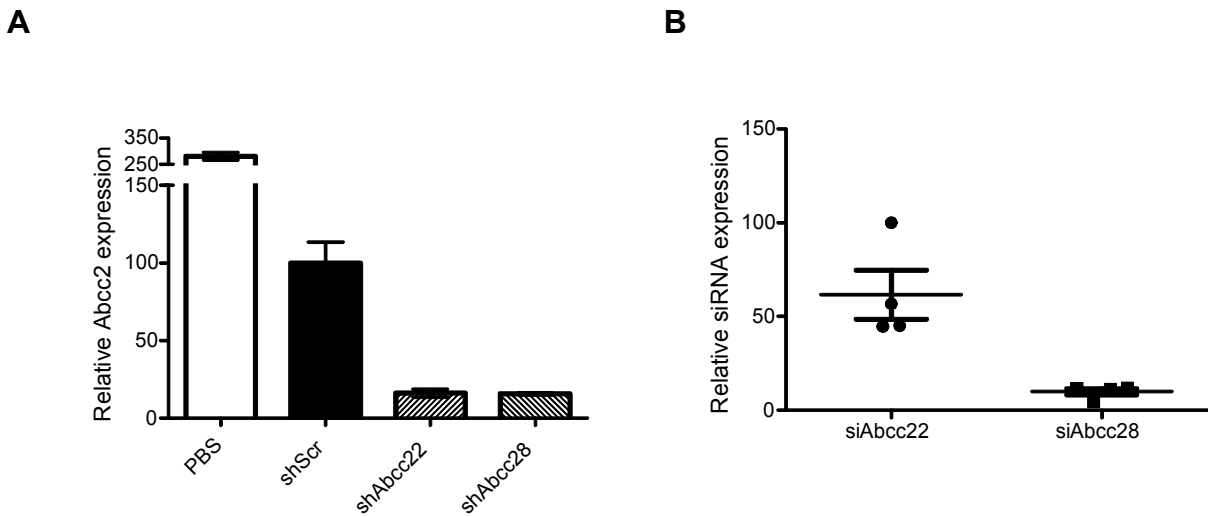 A
Relative Abcc2 expression
350
250
150
100
50
0
PBS
shScr
shAbcc22
shAbcc28
B
Relative siRNA expression
150
100
50
0
siAbcc22
siAbcc28